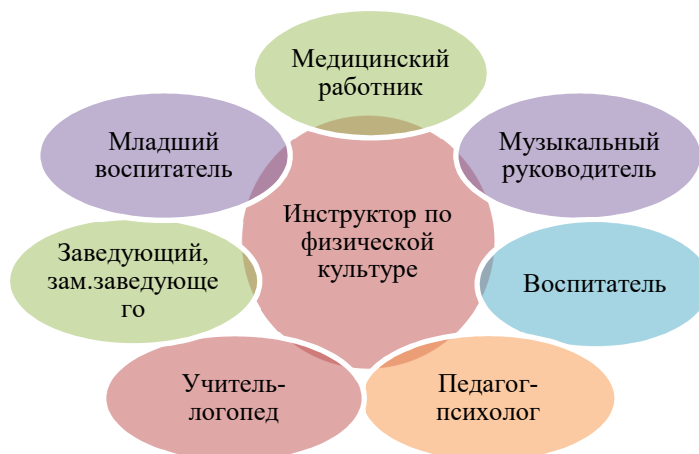 Медицинский
работник
Младший
воспитатель
Музыкальный
руководитель
Инструктор по
физической
культуре
Заведующий,
зам.заведующе
го
Воспитатель
Учитель-
логопед
Педагог-
психолог